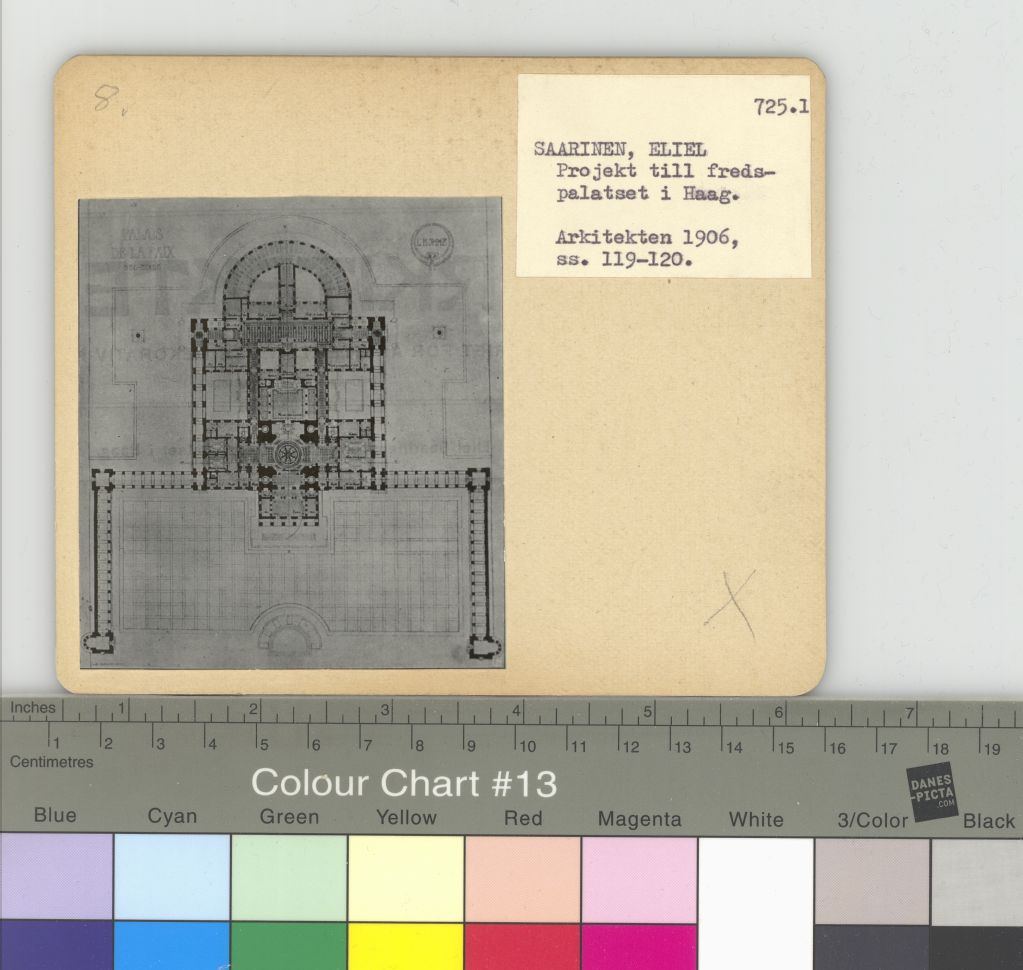 8.
725.1
SAARINEN, ELIEL
Projekt till freds-
palatset i Haag.
Arkitekten 1906,
ss. 119-120.
PALAIS
DE LA PAIX
L'HOMME
Inches 1 2 3 4 5 6 7
1 2 3 4 5 6 7 8 9 10 11 12 13 14 15 16 17 18 19
Centimetres
Colour Chart #13
DANES
-PICTA
.COM
Blue Cyan Green Yellow Red Magenta White 3/Color Black